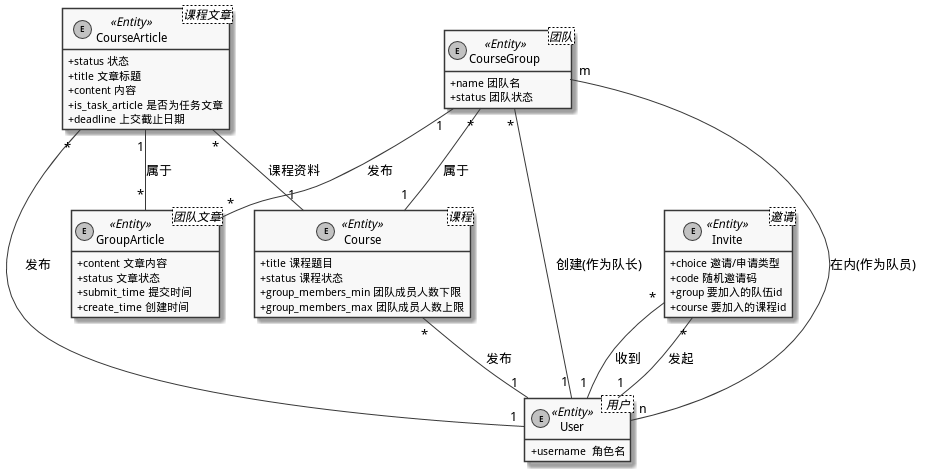 课程文章
E
«Entity»
CourseArticle
+status 状态
+title 文章标题
+content 内容
+is_task_article 是否为任务文章
+deadline 上交截止日期
团队
E
«Entity»
CourseGroup
+name 团队名
+status 团队状态
m
*
1
*
1
*
*
属于
课程资料
发布
属于
*
*
1
1
团队文章
E
«Entity»
GroupArticle
+content 文章内容
+status 文章状态
+submit_time 提交时间
+create_time 创建时间
课程
E
«Entity»
Course
+title 课程题目
+status 课程状态
+group_members_min 团队成员人数下限
+group_members_max 团队成员人数上限
邀请
E
«Entity»
Invite
+choice 邀请/申请类型
+code 随机邀请码
+group 要加入的队伍id
+course 要加入的课程id
发布
创建(作为队长)
在内(作为队员)
*
*
*
发布
收到
发起
1
1
1
1
1
n
用户
E
«Entity»
User
+username 角色名